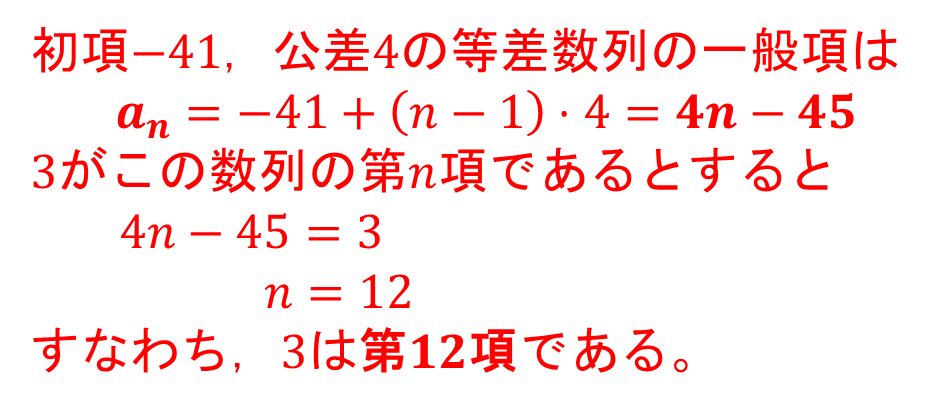 初項−41，公差4の等差数列の一般項は
aₙ = −41 + (n − 1) · 4 = 4n − 45
3がこの数列の第n項であるとすると
4n − 45 = 3
n = 12
すなわち，3は第12項である。